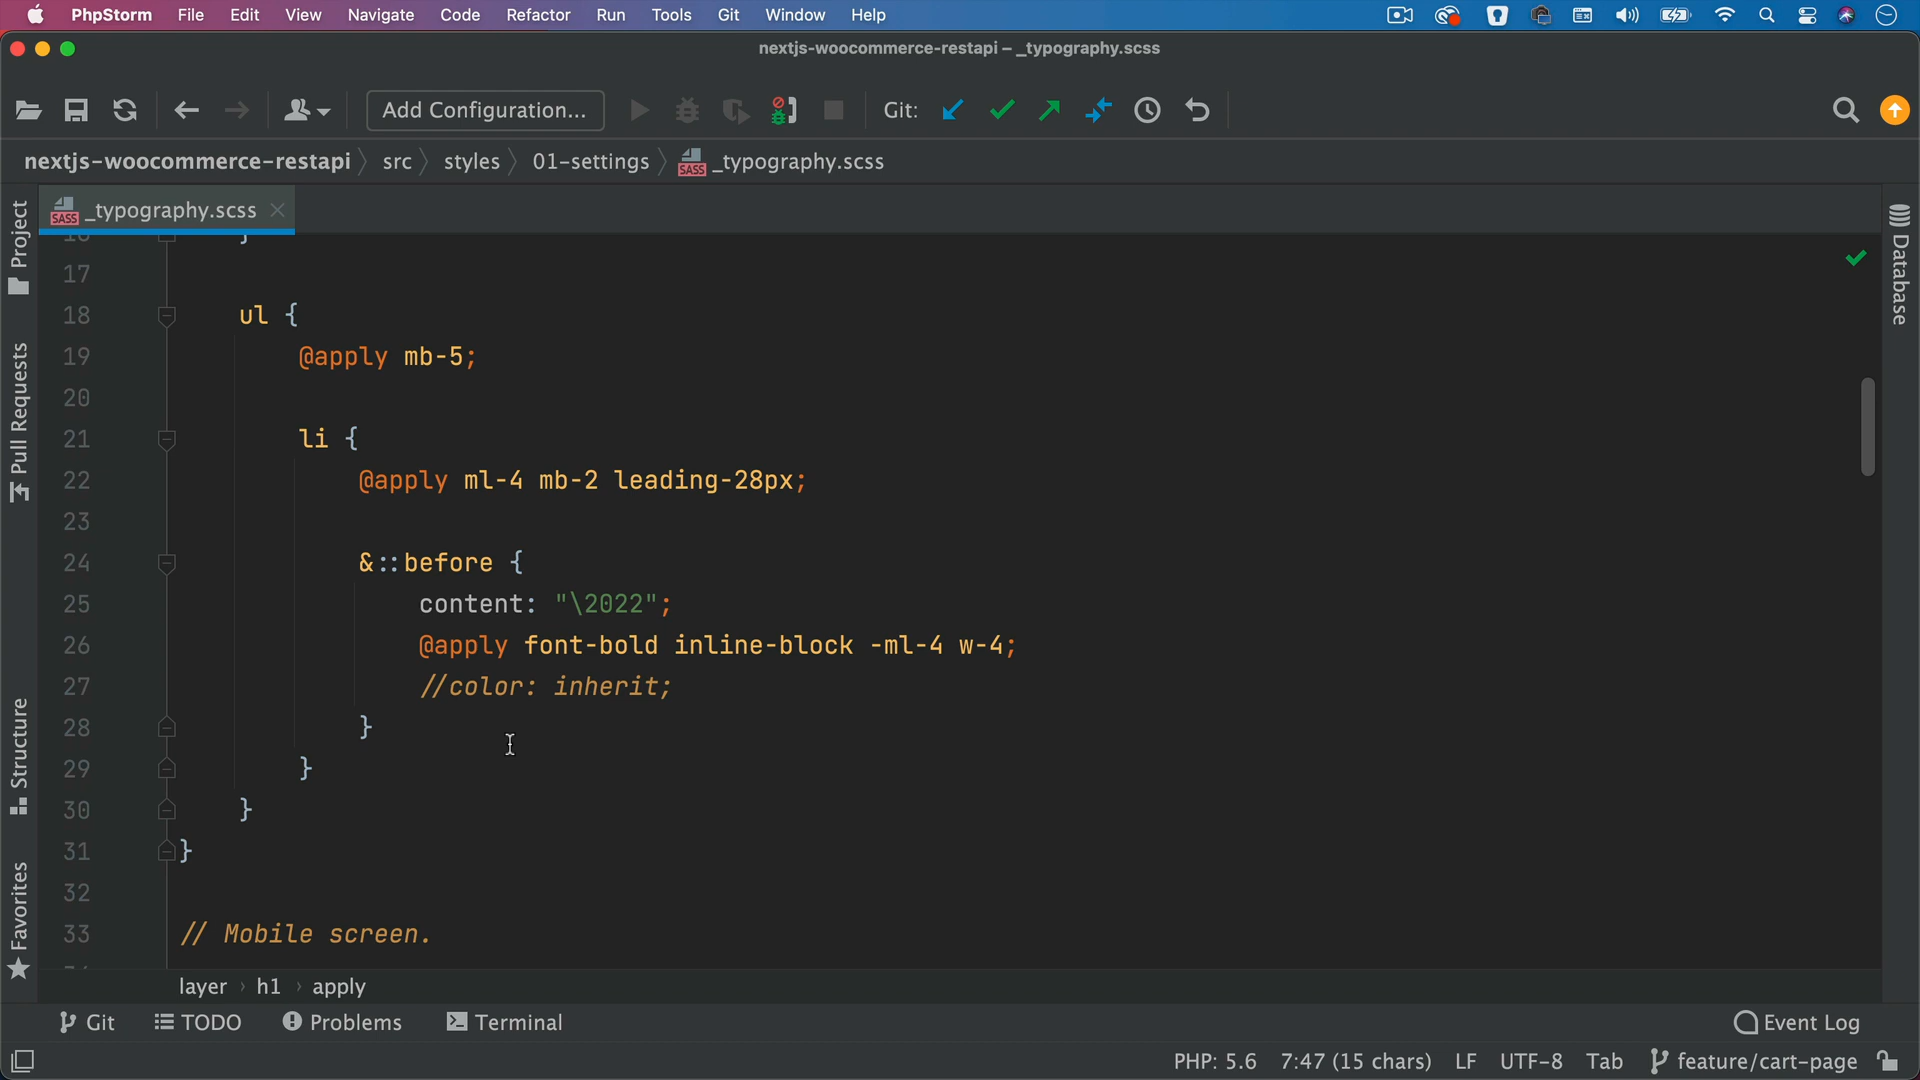 PhpStorm File Edit View Navigate Code Refactor Run Tools Git Window Help
nextjs-woocommerce-restapi – _typography.scss
Add Configuration... Git:
nextjs-woocommerce-restapi src styles 01-settings _typography.scss
_typography.scss
Project
Pull Requests
Structure
Favorites
Database
16 }
17
18 ul {
19 @apply mb-5;
20
21 li {
22 @apply ml-4 mb-2 leading-28px;
23
24 &::before {
25 content: "\2022";
26 @apply font-bold inline-block -ml-4 w-4;
27 //color: inherit;
28 }
29 }
30 }
31 }
32
33 // Mobile screen.
layer › h1 › apply
Git TODO Problems Terminal Event Log
PHP: 5.6 7:47 (15 chars) LF UTF-8 Tab feature/cart-page